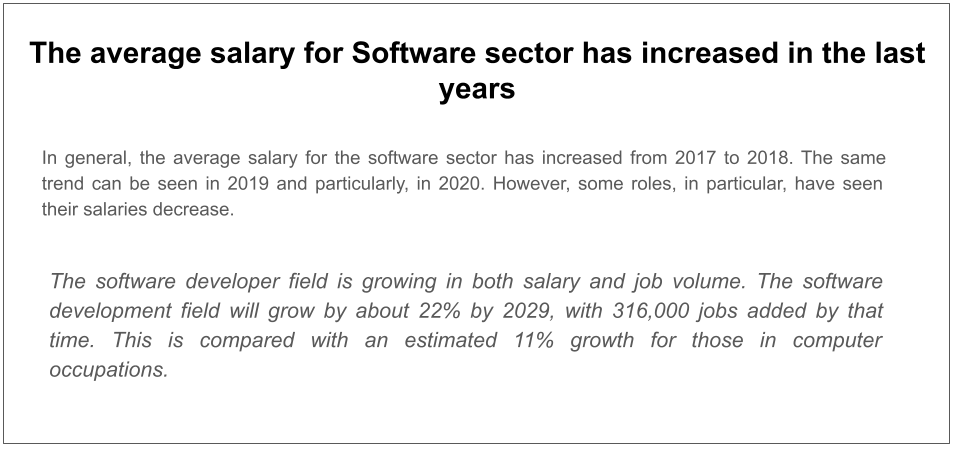 The average salary for Software sector has increased in the last
years
In general, the average salary for the software sector has increased from 2017 to 2018. The same
trend can be seen in 2019 and particularly, in 2020. However, some roles, in particular, have seen
their salaries decrease.
The software developer field is growing in both salary and job volume. The software
development field will grow by about 22% by 2029, with 316,000 jobs added by that
time. This is compared with an estimated 11% growth for those in computer
occupations.